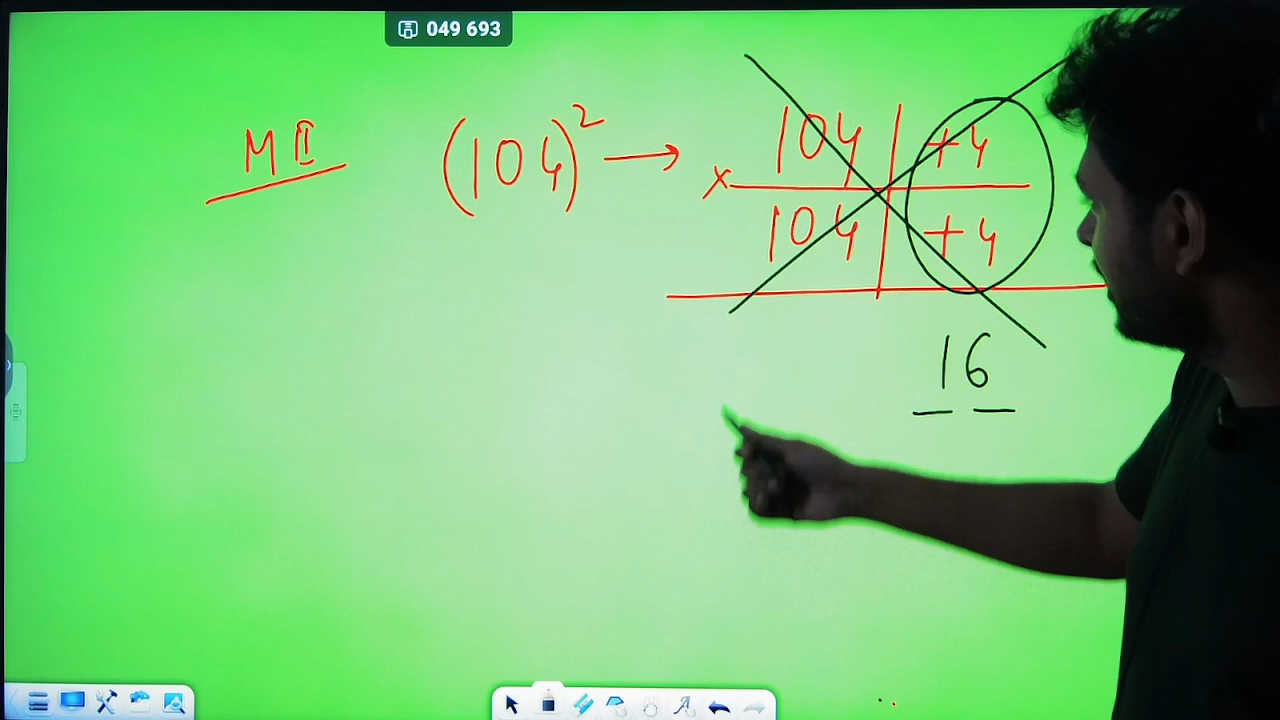 049 693
M II (104)² → 104 | +4
× 104 | +4
16